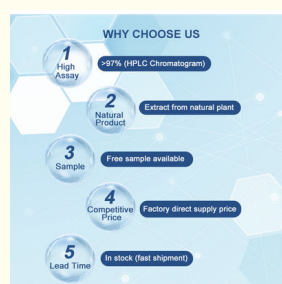 WHY CHOOSE US
1
High
Assay
>97% (HPLC Chromatogram)
2
Natural
Product
Extract from natural plant
3
Sample
Free sample available
4
Competitive
Price
Factory direct supply price
5
Lead Time
In stock (fast shipment)